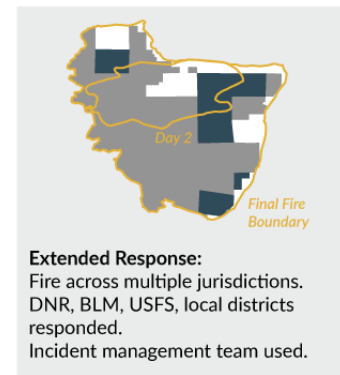 Day 2
Final Fire
Boundary
Extended Response:
Fire across multiple jurisdictions.
DNR, BLM, USFS, local districts
responded.
Incident management team used.